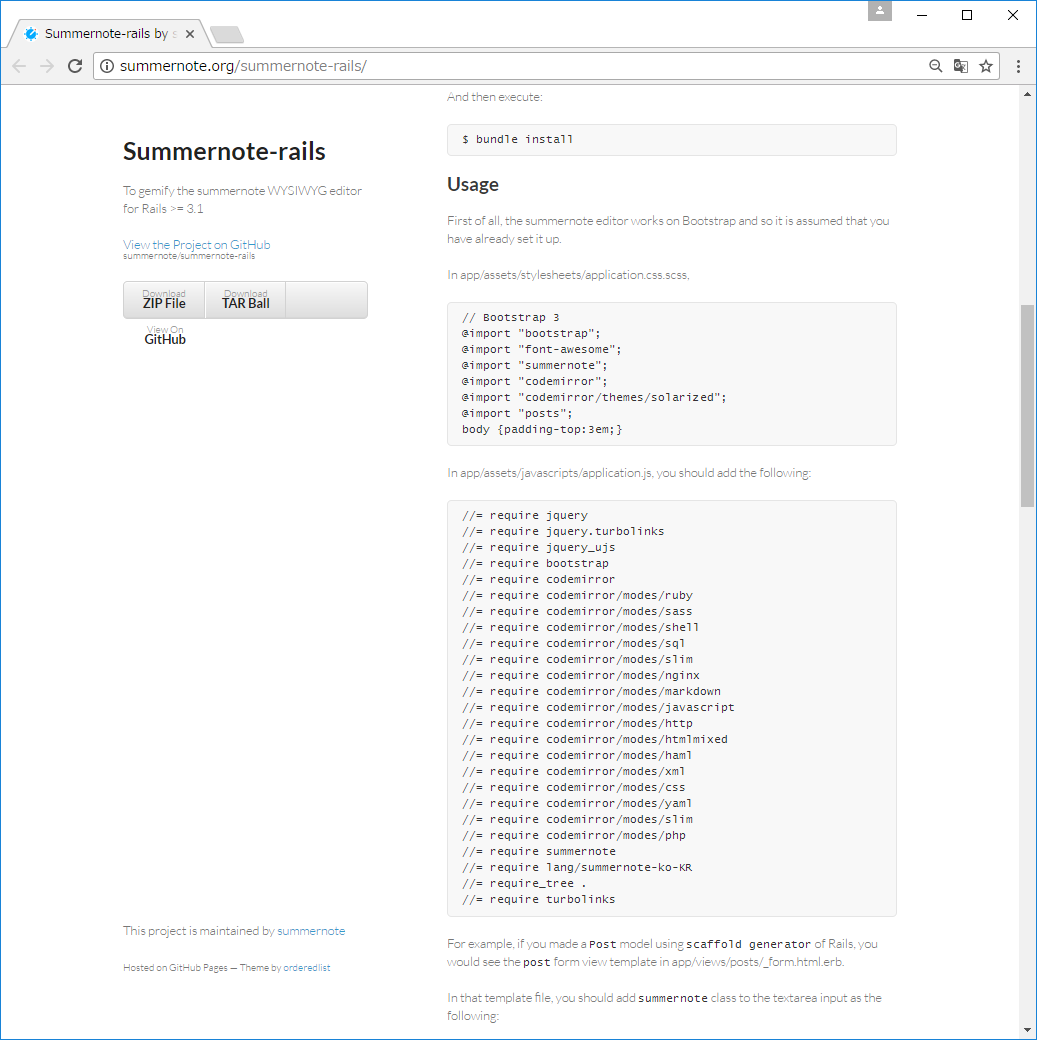 Summernote-rails by s
summernote.org/summernote-rails/
Summernote-rails
To gemify the summernote WYSIWYG editor
for Rails >= 3.1
View the Project on GitHub
summernote/summernote-rails
Download
ZIP File
Download
TAR Ball
View On
GitHub
This project is maintained by summernote
Hosted on GitHub Pages — Theme by orderedlist
And then execute:
$ bundle install
Usage
First of all, the summernote editor works on Bootstrap and so it is assumed that you
have already set it up.
In app/assets/stylesheets/application.css.scss,
// Bootstrap 3
@import "bootstrap";
@import "font-awesome";
@import "summernote";
@import "codemirror";
@import "codemirror/themes/solarized";
@import "posts";
body {padding-top:3em;}
In app/assets/javascripts/application.js, you should add the following:
//= require jquery
//= require jquery.turbolinks
//= require jquery_ujs
//= require bootstrap
//= require codemirror
//= require codemirror/modes/ruby
//= require codemirror/modes/sass
//= require codemirror/modes/shell
//= require codemirror/modes/sql
//= require codemirror/modes/slim
//= require codemirror/modes/nginx
//= require codemirror/modes/markdown
//= require codemirror/modes/javascript
//= require codemirror/modes/http
//= require codemirror/modes/htmlmixed
//= require codemirror/modes/haml
//= require codemirror/modes/xml
//= require codemirror/modes/css
//= require codemirror/modes/yaml
//= require codemirror/modes/slim
//= require codemirror/modes/php
//= require summernote
//= require lang/summernote-ko-KR
//= require_tree .
//= require turbolinks
For example, if you made a Post model using scaffold generator of Rails, you
would see the post form view template in app/views/posts/_form.html.erb.
In that template file, you should add summernote class to the textarea input as the
following: